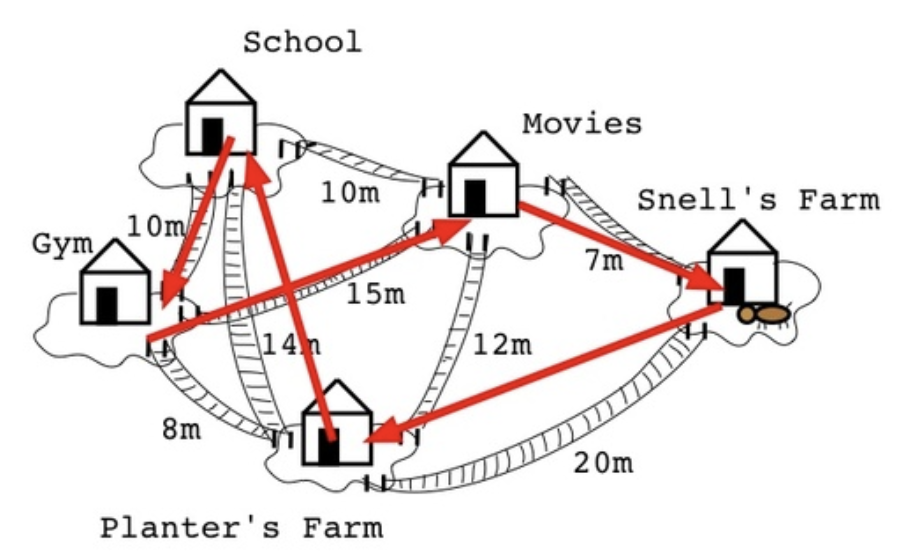 School
Movies
10m
Snell's Farm
10m
Gym
7m
15m
14m
12m
8m
20m
Planter's Farm